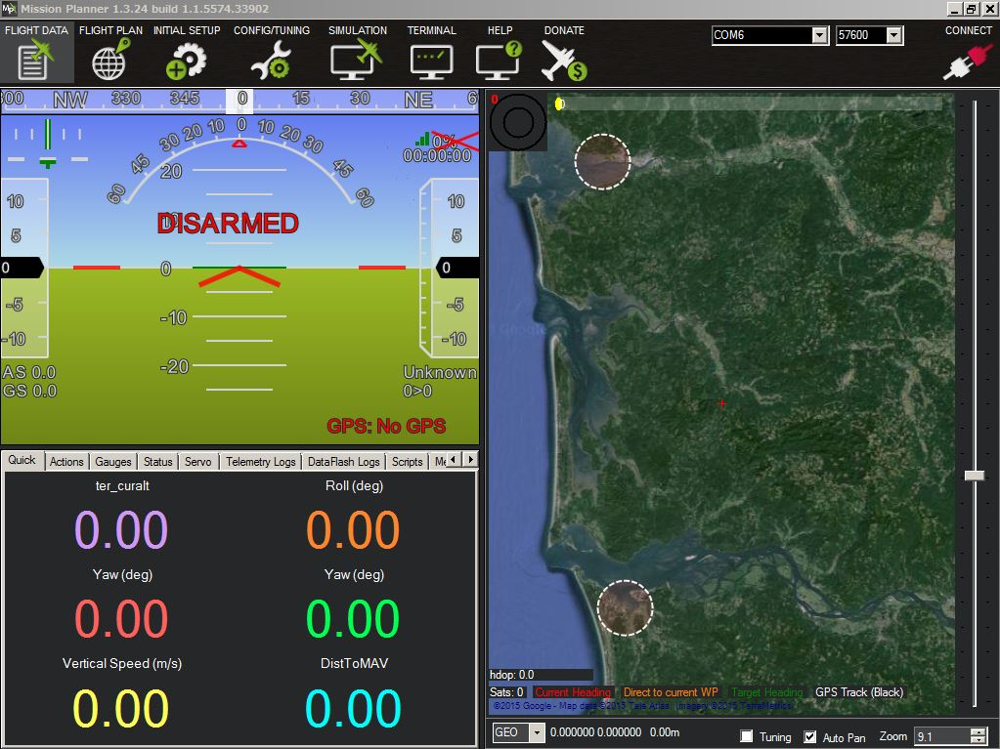 Mission Planner 1.3.24 build 1.1.5574.33902
FLIGHT DATA FLIGHT PLAN INITIAL SETUP CONFIG/TUNING SIMULATION TERMINAL HELP DONATE
COM6 57600 CONNECT
300 NW 330 345 0 15 30 NE 6
60 45 30 20 10 0 10 20 30 45 60
0%
00:00:00
20
DISARMED
10 10
5 5
0 0 0
-5 -5
-10 -10 -10
-20
AS 0.0 Unknown
GS 0.0 0>0
GPS: No GPS
Quick Actions Gauges Status Servo Telemetry Logs DataFlash Logs Scripts Me
ter_curalt Roll (deg)
0.00 0.00
Yaw (deg) Yaw (deg)
0.00 0.00
Vertical Speed (m/s) DistToMAV
0.00 0.00
0
0
Google
hdop: 0.0
Sats: 0 Current Heading Direct to current WP Target Heading GPS Track (Black)
©2015 Google - Map data ©2015 Tele Atlas, Imagery ©2015 TerraMetrics
GEO 0.000000 0.000000 0.00m Tuning Auto Pan Zoom 9.1